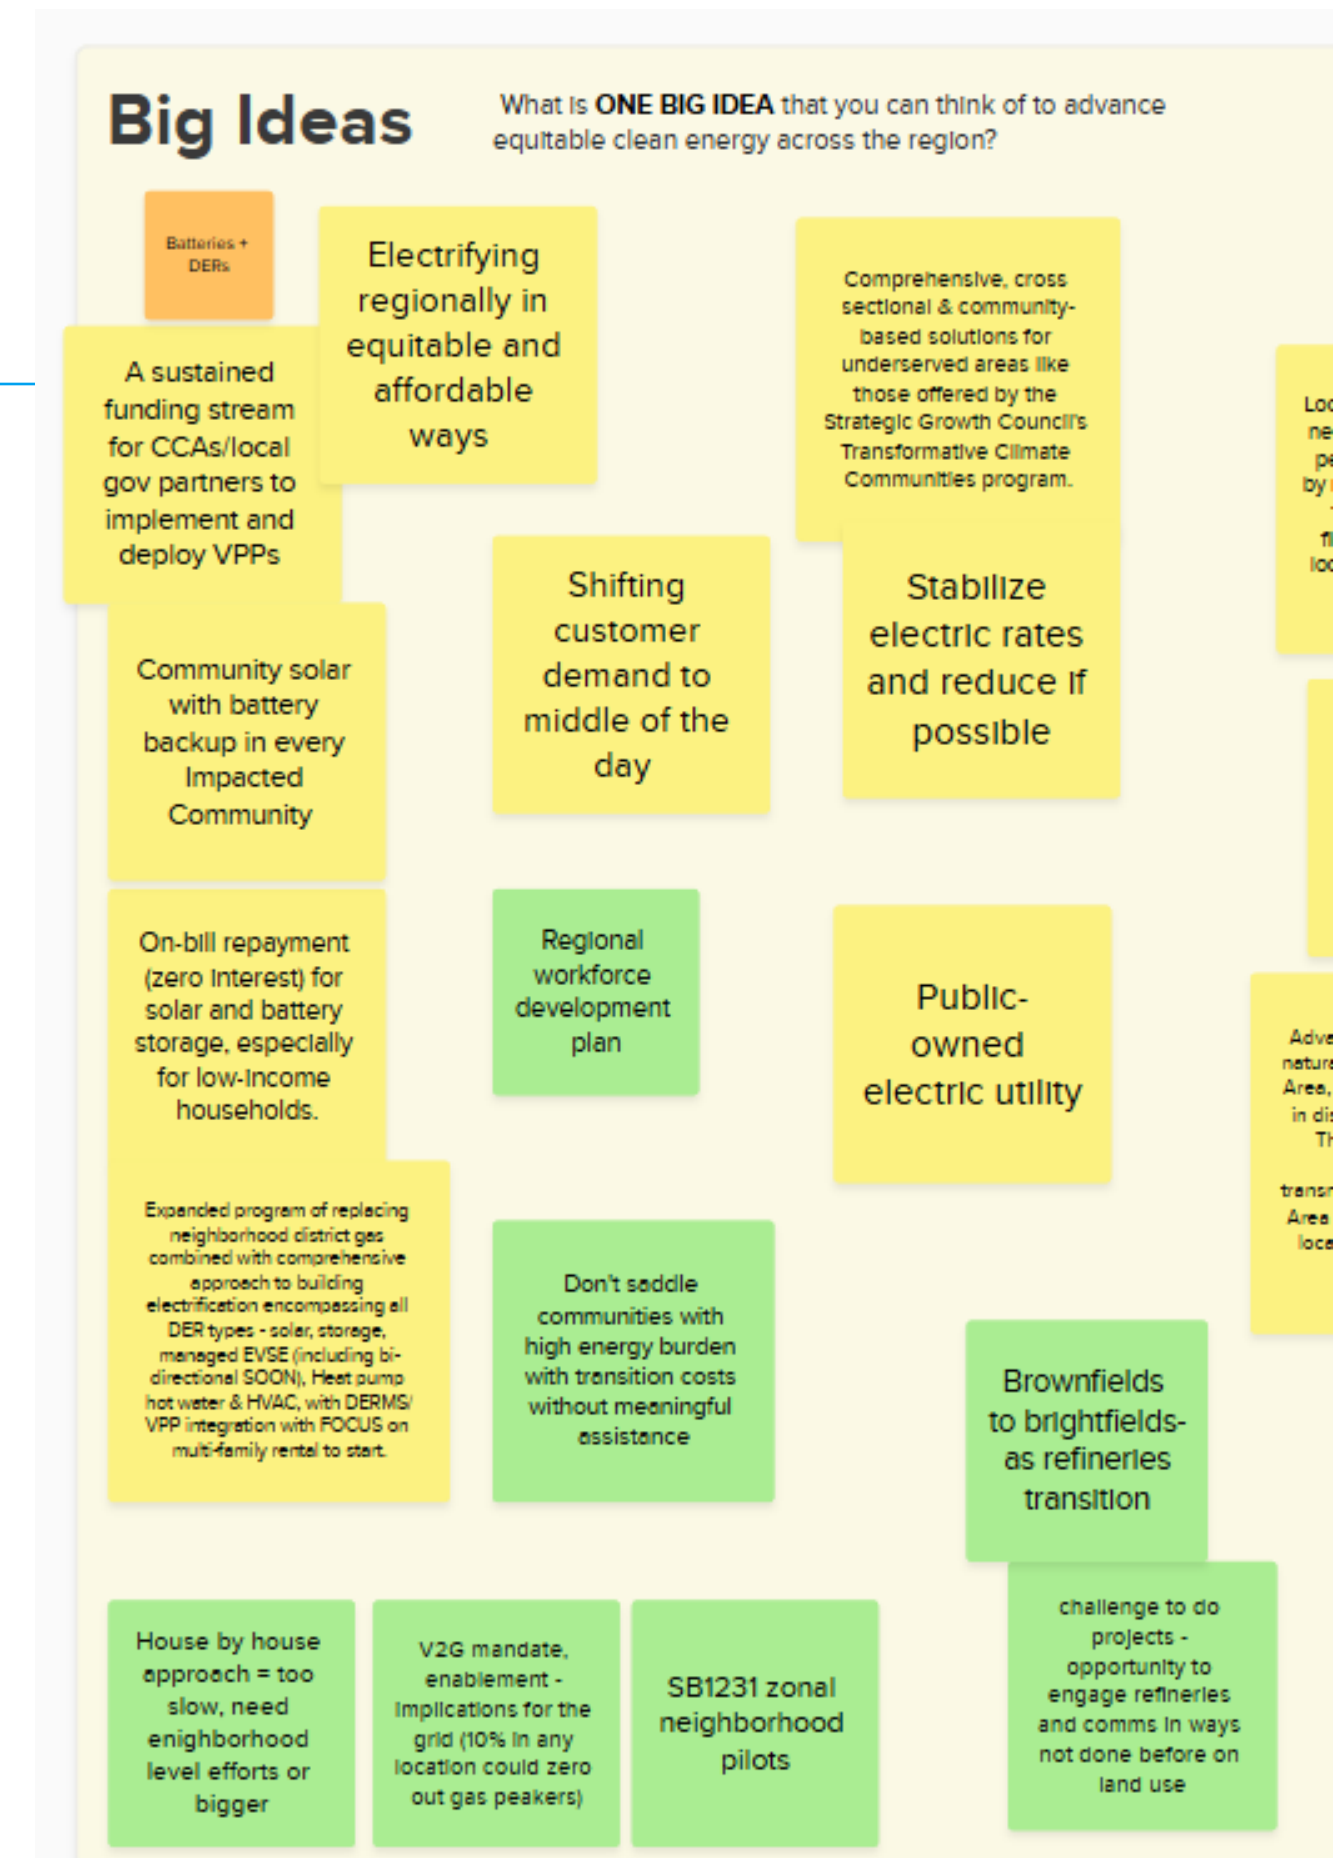 Big Ideas
What is ONE BIG IDEA that you can think of to advance
equitable clean energy across the region?
Batteries +
DERs
Electrifying
regionally in
equitable and
affordable
ways
Comprehensive, cross
sectional & community-
based solutions for
underserved areas like
those offered by the
Strategic Growth Council's
Transformative Climate
Communities program.
A sustained
funding stream
for CCAs/local
gov partners to
implement and
deploy VPPs
Shifting
customer
demand to
middle of the
day
Stabilize
electric rates
and reduce if
possible
Community solar
with battery
backup in every
Impacted
Community
On-bill repayment
(zero interest) for
solar and battery
storage, especially
for low-income
households.
Regional
workforce
development
plan
Public-
owned
electric utility
Expanded program of replacing
neighborhood district gas
combined with comprehensive
approach to building
electrification encompassing all
DER types - solar, storage,
managed EVSE (including bi-
directional SOON), Heat pump
hot water & HVAC, with DERMS/
VPP integration with FOCUS on
multi-family rental to start.
Don't saddle
communities with
high energy burden
with transition costs
without meaningful
assistance
Brownfields
to brightfields-
as refineries
transition
challenge to do
projects -
opportunity to
engage refineries
and comms in ways
not done before on
land use
House by house
approach = too
slow, need
enighborhood
level efforts or
bigger
V2G mandate,
enablement -
implications for the
grid (10% in any
location could zero
out gas peakers)
SB1231 zonal
neighborhood
pilots
by
Area,
in
Area